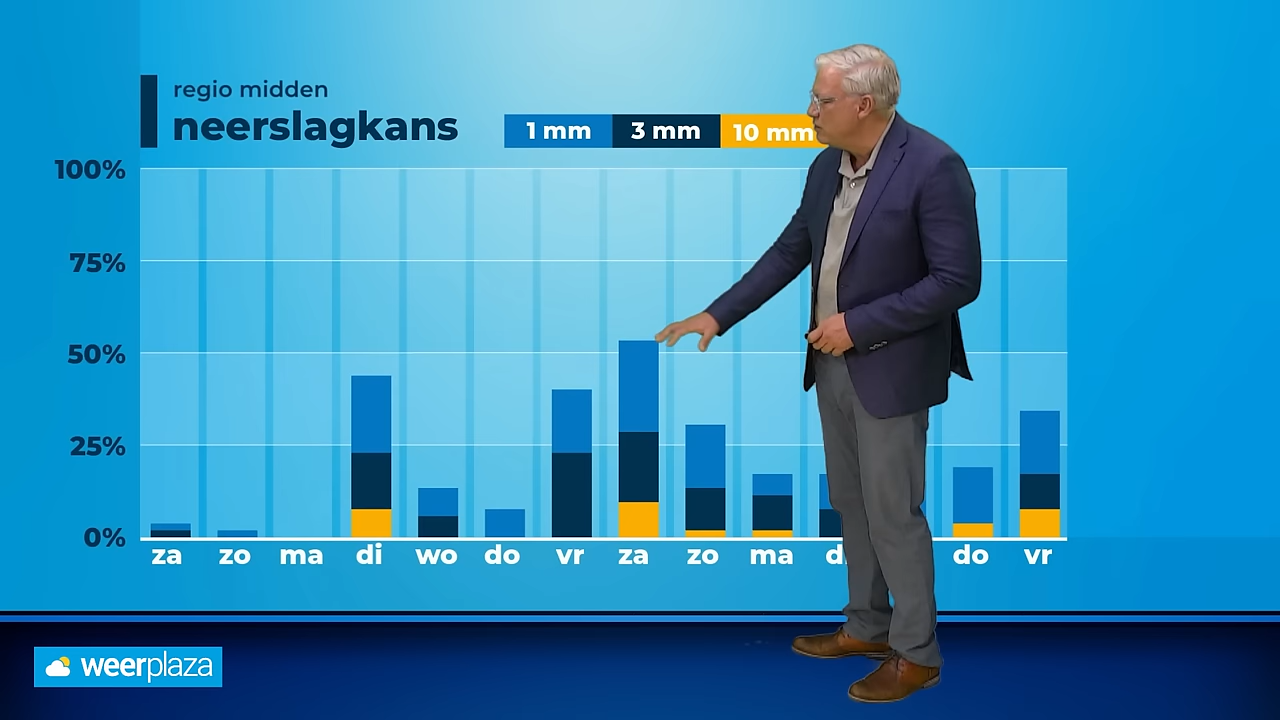 regio midden
neerslagkans
1 mm 3 mm 10 mm
100%
75%
50%
25%
0%
za zo ma di wo do vr za zo ma do vr
weerplaza